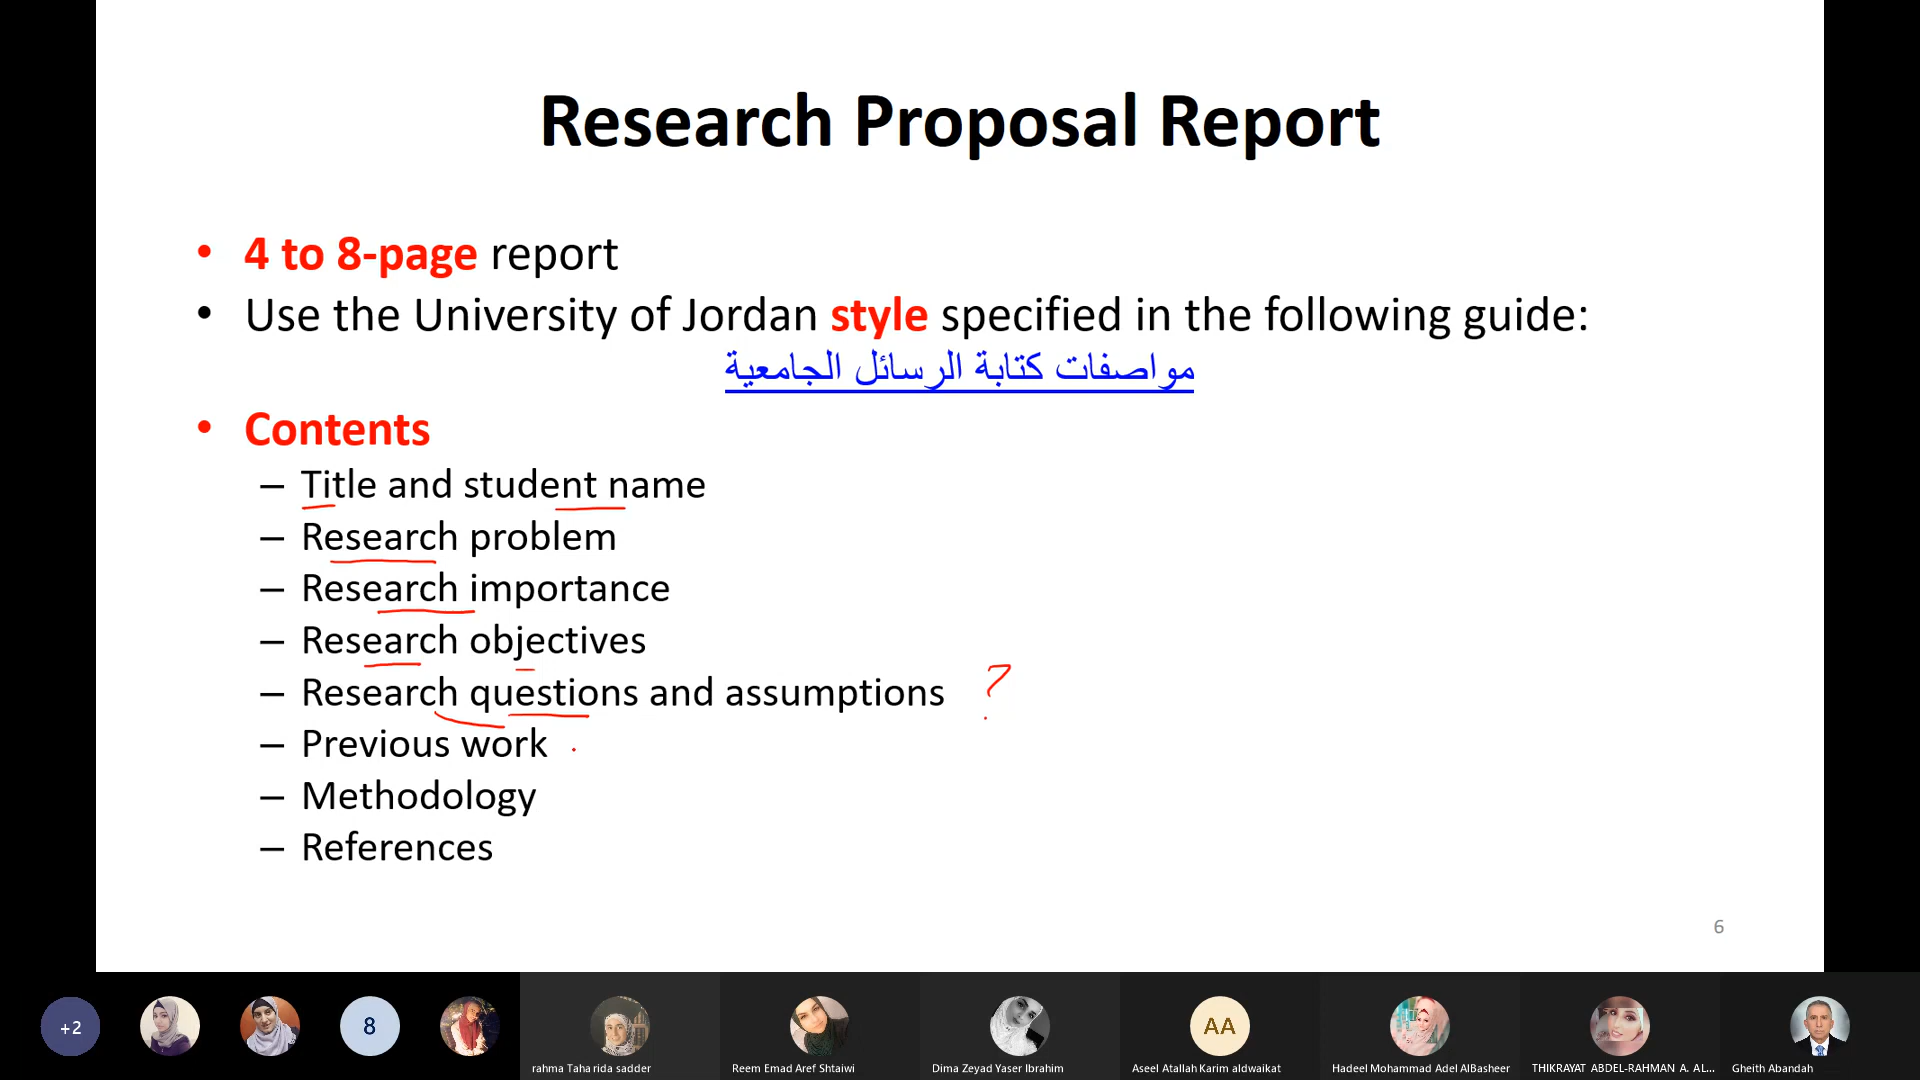 Research Proposal Report
• 4 to 8-page report
• Use the University of Jordan style specified in the following guide:
مواصفات كتابة الرسائل الجامعية
• Contents
– Title and student name
– Research problem
– Research importance
– Research objectives
– Research questions and assumptions ?
– Previous work
– Methodology
– References
6
+2
8
AA
rahma Taha rida sadder
Reem Emad Aref Shtaiwi
Dima Zeyad Yaser Ibrahim
Aseel Atallah Karim aldwaikat
Hadeel Mohammad Adel AlBasheer
THIKRAYAT ABDEL-RAHMAN A. AL...
Gheith Abandah